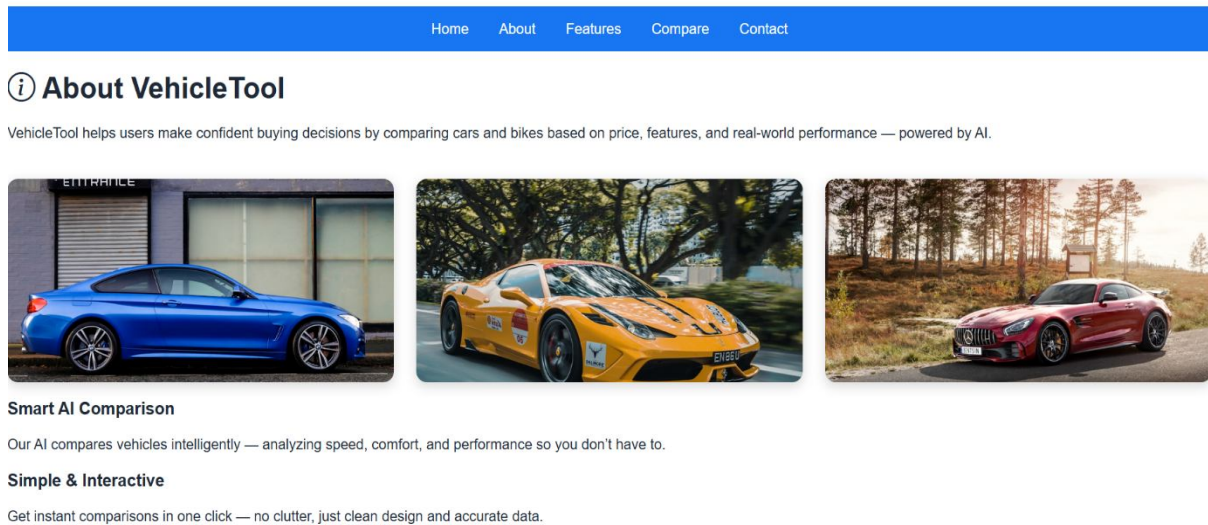 Home About Features Compare Contact
About VehicleTool
VehicleTool helps users make confident buying decisions by comparing cars and bikes based on price, features, and real-world performance — powered by AI.
ENTRANCE
EN86U
Smart AI Comparison
Our AI compares vehicles intelligently — analyzing speed, comfort, and performance so you don’t have to.
Simple & Interactive
Get instant comparisons in one click — no clutter, just clean design and accurate data.